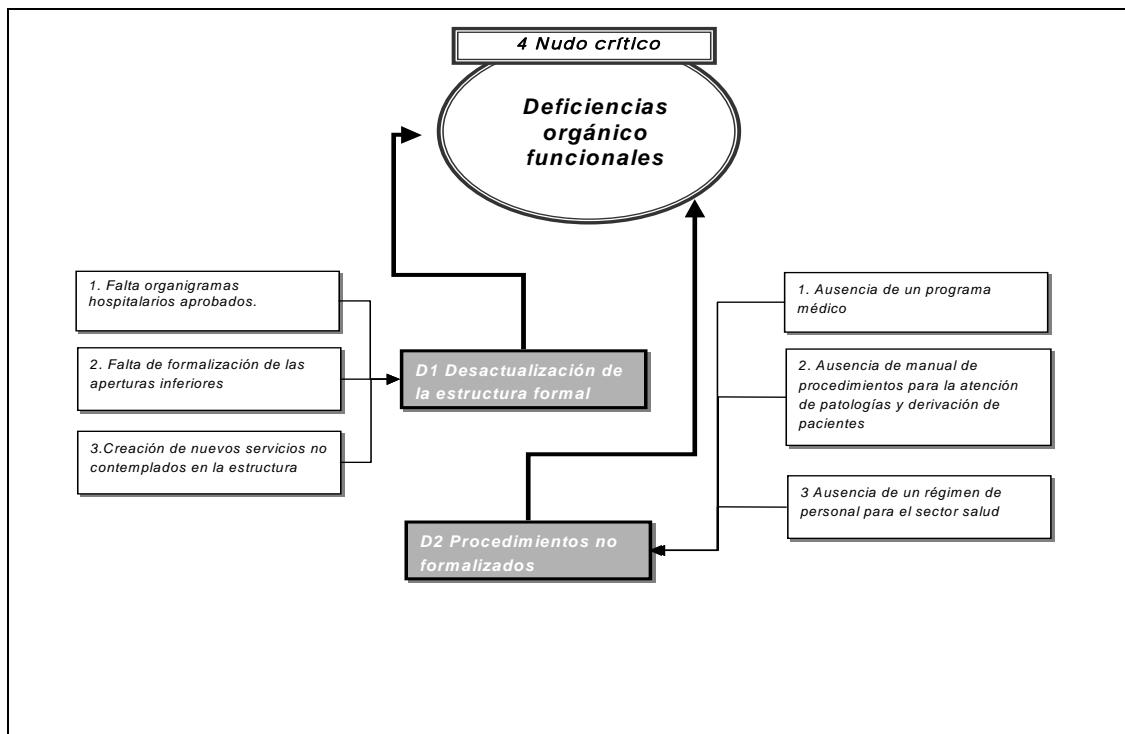 4 Nudo crítico
Deficiencias
orgánico
funcionales
1. Falta organigramas
hospitalarios aprobados.
2. Falta de formalización de las
aperturas inferiores
3.Creación de nuevos servicios no
contemplados en la estructura
D1 Desactualización de
la estructura formal
D2 Procedimientos no
formalizados
1. Ausencia de un programa
médico
2. Ausencia de manual de
procedimientos para la atención
de patologías y derivación de
pacientes
3 Ausencia de un régimen de
personal para el sector salud